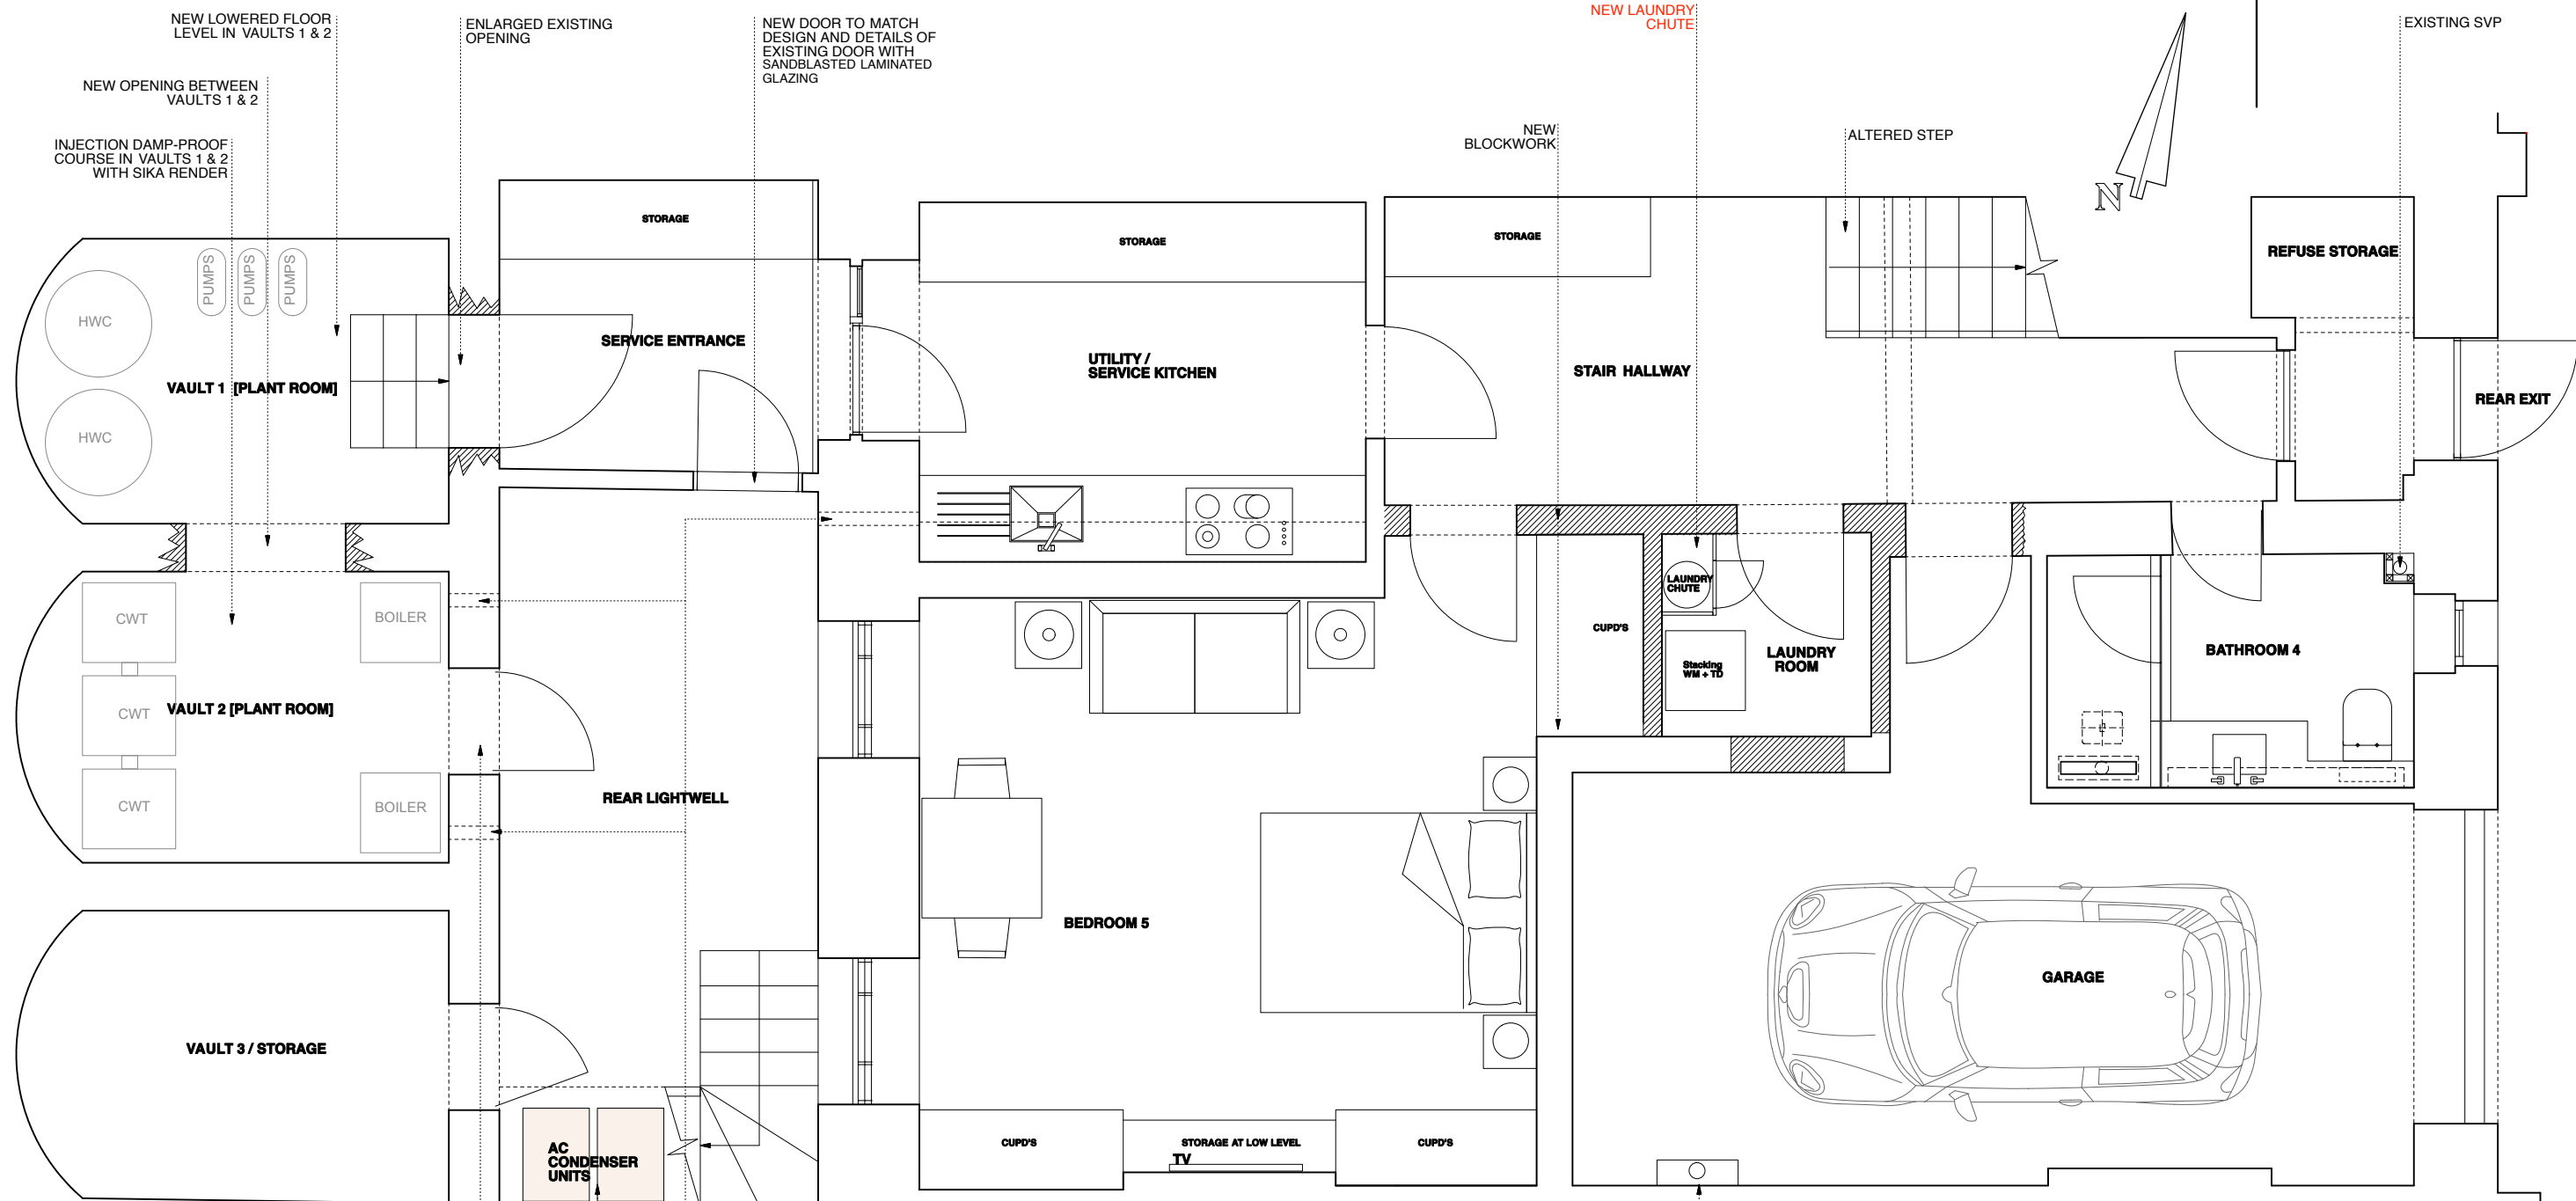 NEW LOWERED FLOOR
LEVEL IN VAULTS 1 & 2
ENLARGED EXISTING
OPENING
NEW DOOR TO MATCH
DESIGN AND DETAILS OF
EXISTING DOOR WITH
SANDBLASTED LAMINATED
GLAZING
NEW LAUNDRY
CHUTE
EXISTING SVP
NEW OPENING BETWEEN
VAULTS 1 & 2
INJECTION DAMP-PROOF
COURSE IN VAULTS 1 & 2
WITH SIKA RENDER
NEW
BLOCKWORK
ALTERED STEP
N
STORAGE
STORAGE
STORAGE
REFUSE STORAGE
PUMPS
PUMPS
PUMPS
HWC
HWC
VAULT 1 [PLANT ROOM]
SERVICE ENTRANCE
UTILITY /
SERVICE KITCHEN
STAIR HALLWAY
REAR EXIT
CWT
CWT
CWT
BOILER
BOILER
VAULT 2 [PLANT ROOM]
REAR LIGHTWELL
LAUNDRY
CHUTE
CUPD'S
Stacking
WM + TD
LAUNDRY
ROOM
BATHROOM 4
BEDROOM 5
GARAGE
VAULT 3 / STORAGE
AC
CONDENSER
UNITS
CUPD'S
STORAGE AT LOW LEVEL
TV
CUPD'S